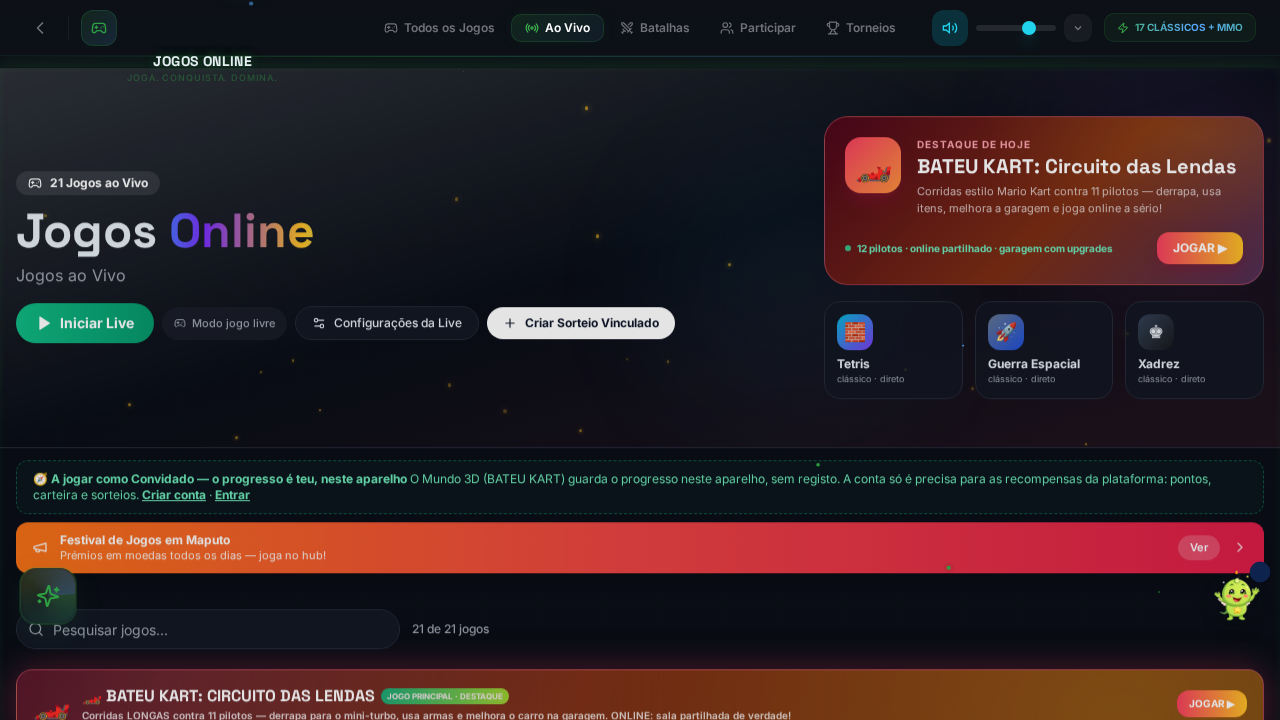 Todos os Jogos
Ao Vivo
Batalhas
Participar
Torneios
17 CLÁSSICOS + MMO
JOGOS ONLINE
JOGA. CONQUISTA. DOMINA.
21 Jogos ao Vivo
Jogos Online
Jogos ao Vivo
Iniciar Live
Modo jogo livre
Configurações da Live
Criar Sorteio Vinculado
DESTAQUE DE HOJE
BATEU KART: Circuito das Lendas
Corridas estilo Mario Kart contra 11 pilotos — derrapa, usa
itens, melhora a garagem e joga online a sério!
12 pilotos · online partilhado · garagem com upgrades
JOGAR ▶
Tetris
clássico · direto
Guerra Espacial
clássico · direto
Xadrez
clássico · direto
🧭 A jogar como Convidado — o progresso é teu, neste aparelho O Mundo 3D (BATEU KART) guarda o progresso neste aparelho, sem registo. A conta só é precisa para as recompensas da plataforma: pontos,
carteira e sorteios. Criar conta · Entrar
Festival de Jogos em Maputo
Prémios em moedas todos os dias — joga no hub!
Ver
Pesquisar jogos...
21 de 21 jogos
BATEU KART: CIRCUITO DAS LENDAS
JOGO PRINCIPAL · DESTAQUE
Corridas LONGAS contra 11 pilotos — derrapa para o mini-turbo, usa armas e melhora o carro na garagem. ONLINE: sala partilhada de verdade!
JOGAR ▶